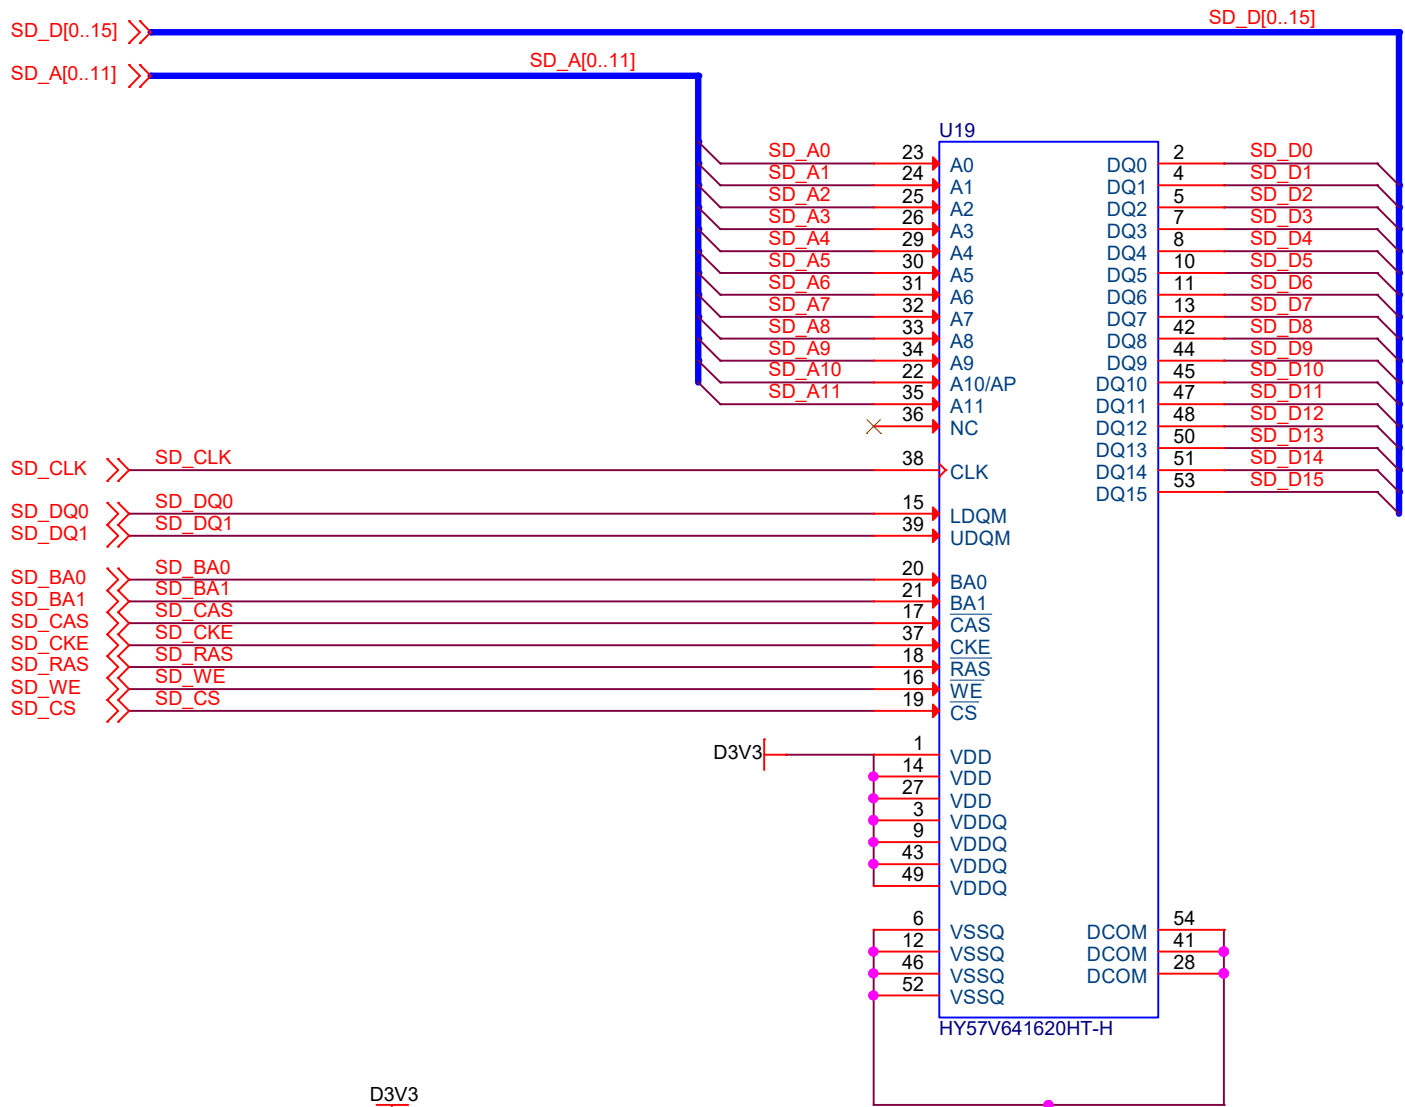 SD_D[0..15] SD_D[0..15]
SD_A[0..11] SD_A[0..11]
U19
SD_A0 23 A0 DQ0 2 SD_D0
SD_A1 24 A1 DQ1 4 SD_D1
SD_A2 25 A2 DQ2 5 SD_D2
SD_A3 26 A3 DQ3 7 SD_D3
SD_A4 29 A4 DQ4 8 SD_D4
SD_A5 30 A5 DQ5 10 SD_D5
SD_A6 31 A6 DQ6 11 SD_D6
SD_A7 32 A7 DQ7 13 SD_D7
SD_A8 33 A8 DQ8 42 SD_D8
SD_A9 34 A9 DQ9 44 SD_D9
SD_A10 22 A10/AP DQ10 45 SD_D10
SD_A11 35 A11 DQ11 47 SD_D11
36 NC DQ12 48 SD_D12
DQ13 50 SD_D13
SD_CLK SD_CLK 38 CLK DQ14 51 SD_D14
DQ15 53 SD_D15
SD_DQ0 SD_DQ0 15 LDQM
SD_DQ1 SD_DQ1 39 UDQM
SD_BA0 SD_BA0 20 BA0
SD_BA1 SD_BA1 21 BA1
SD_CAS SD_CAS 17 CAS
SD_CKE SD_CKE 37 CKE
SD_RAS SD_RAS 18 RAS
SD_WE SD_WE 16 WE
SD_CS SD_CS 19 CS
D3V3 1 VDD
14 VDD
27 VDD
3 VDDQ
9 VDDQ
43 VDDQ
49 VDDQ
6 VSSQ DCOM 54
12 VSSQ DCOM 41
46 VSSQ DCOM 28
52 VSSQ
HY57V641620HT-H
D3V3